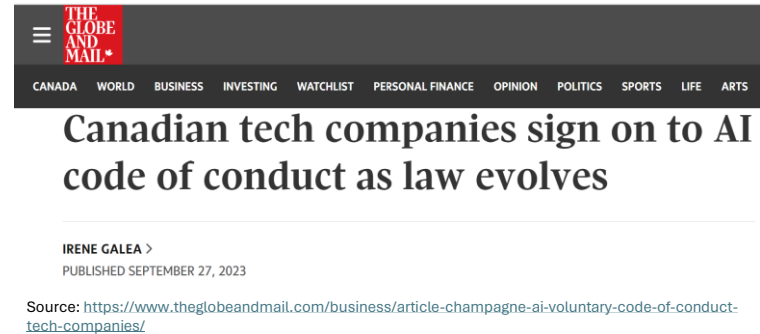 THE
GLOBE
AND
MAIL
CANADA WORLD BUSINESS INVESTING WATCHLIST PERSONAL FINANCE OPINION POLITICS SPORTS LIFE ARTS
Canadian tech companies sign on to AI
code of conduct as law evolves
IRENE GALEA >
PUBLISHED SEPTEMBER 27, 2023
Source: https://www.theglobeandmail.com/business/article-champagne-ai-voluntary-code-of-conduct-
tech-companies/